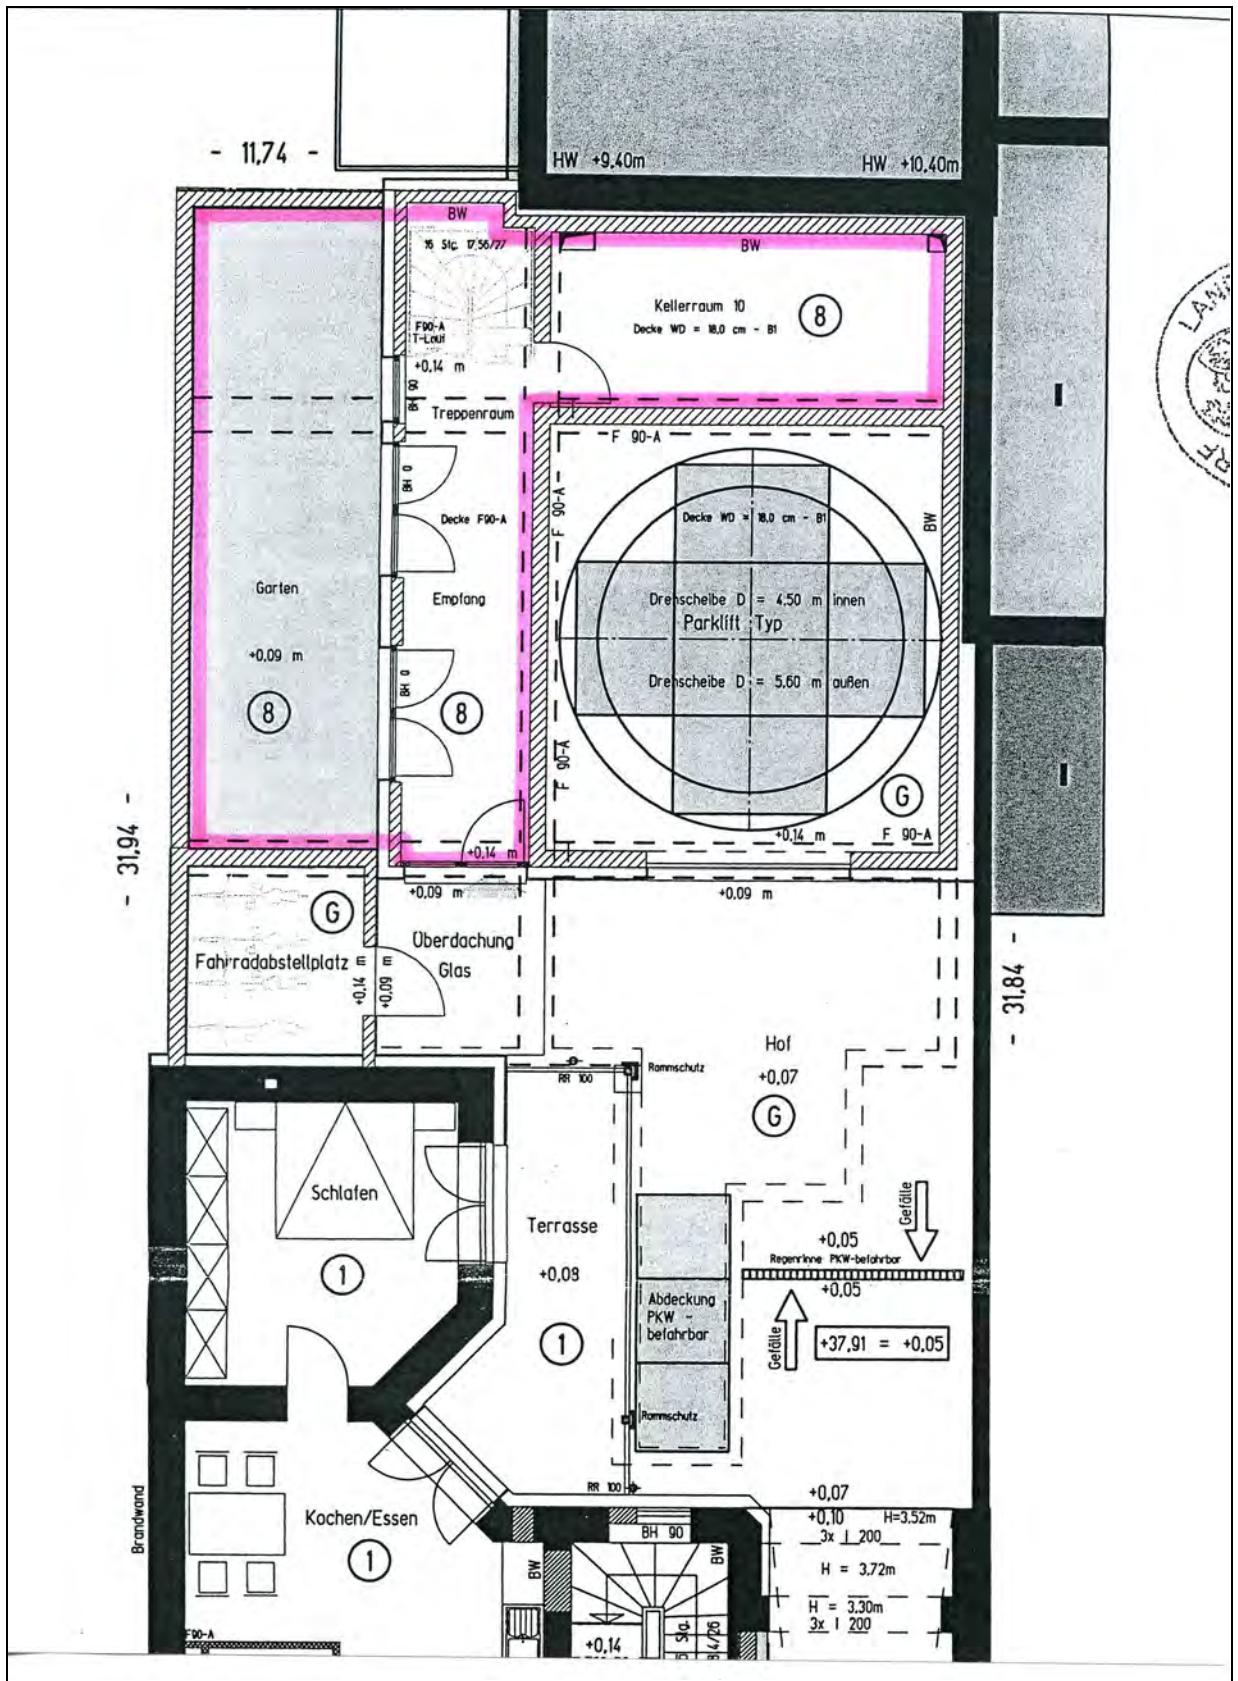 HW +9.40m
HW +10.40m
- 11,74 -
BW
16 Stg. 17,56/27
BW
Kellerraum 10
8
Decke WD = 18,0 cm - B1
F90-A
T-Lauf
+0,14 m
BH 90
Treppenraum
F 90-A
F 90-A
BH 0
Decke F90-A
Decke WD = 18,0 cm - B1
BW
Garten
Empfang
Drehscheibe D = 4.50 m innen
Parklift Typ
+0,09 m
BH 0
Drehscheibe D = 5.60 m außen
8
8
F 90-A
G
- 31,94 -
+0,14 m
F 90-A
+0,14 m
+0,09 m
+0,09 m
G
Überdachung
Glas
Fahrradabstellplatz
+0,14 m
+0,09 m
- 31,84 -
Hof
+0,07
G
Rammschutz
RR 100
Schlafen
Terrasse
+0,08
1
Gefälle
+0,05
Regenrinne PKW-befahrbar
+0,05
Abdeckung
PKW -
befahrbar
1
Gefälle
+37,91 = +0,05
Rammschutz
RR 100
Brandwand
+0,07
Kochen/Essen
+0,10
H=3.52m
3x I 200
BH 90
1
BW
BW
H = 3.72m
H = 3.30m
3x I 200
F90-A
+0,14
Stg.
LAN
RF